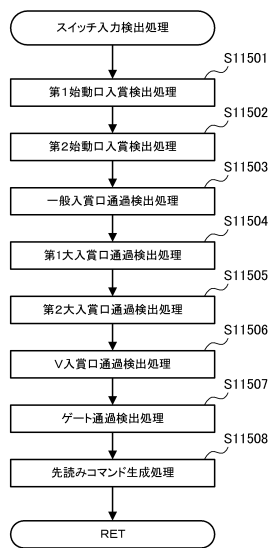 スイッチ入力検出処理
S11501
第1始動口入賞検出処理
S11502
第2始動口入賞検出処理
S11503
一般入賞口通過検出処理
S11504
第1大入賞口通過検出処理
S11505
第2大入賞口通過検出処理
S11506
V入賞口通過検出処理
S11507
ゲート通過検出処理
S11508
先読みコマンド生成処理
RET